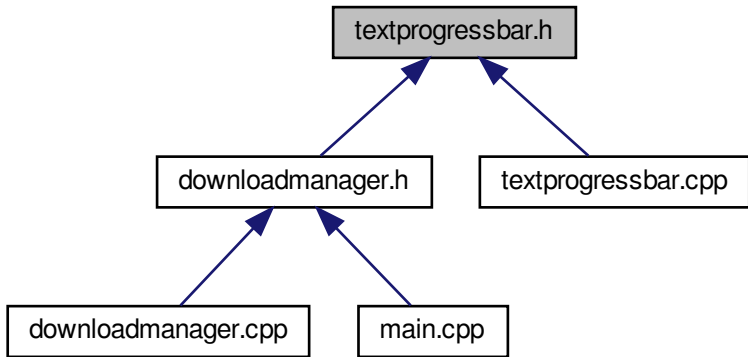 textprogressbar.h
downloadmanager.h
textprogressbar.cpp
downloadmanager.cpp
main.cpp